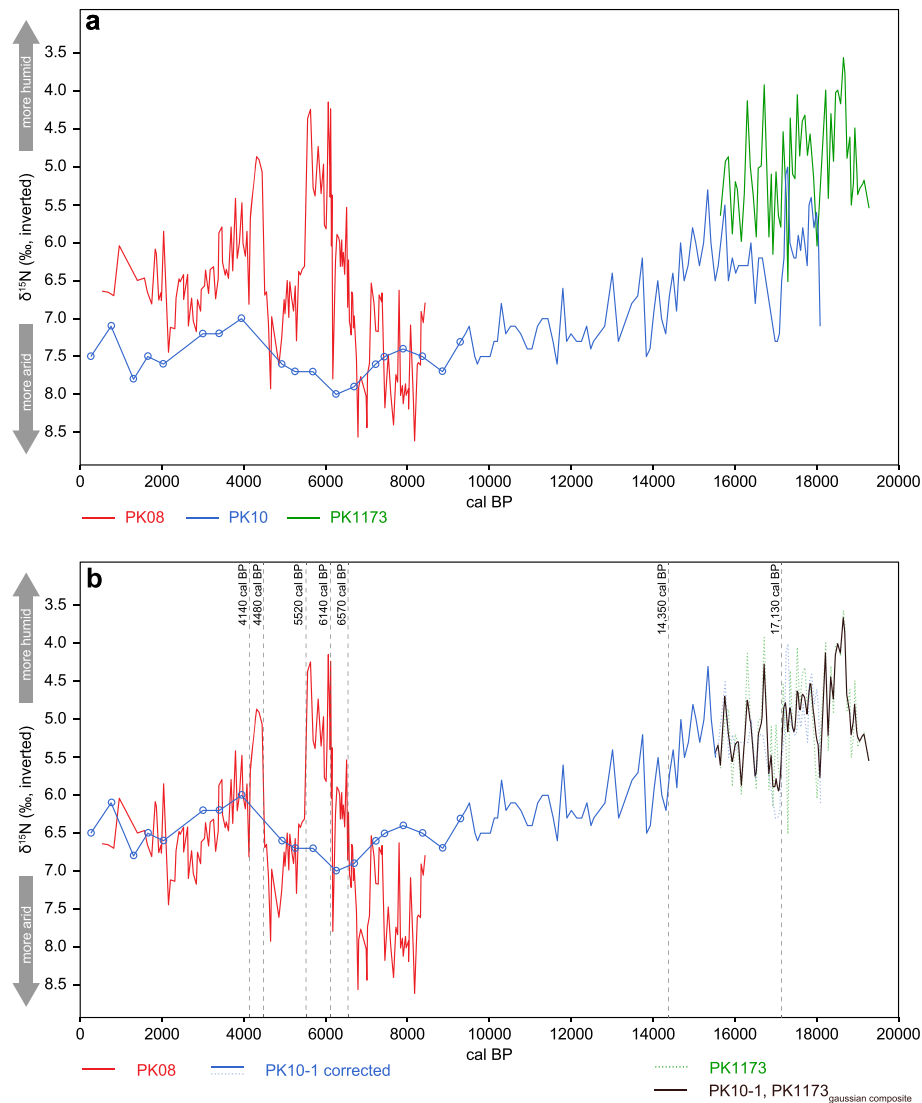 a
more humid
δ¹⁵N (‰, inverted)
more arid
3.5
4.0
4.5
5.0
5.5
6.0
6.5
7.0
7.5
8.0
8.5
0 2000 4000 6000 8000 10000 12000 14000 16000 18000 20000
cal BP
PK08 PK10 PK1173
b
more humid
δ¹⁵N (‰, inverted)
more arid
4140 cal BP
4480 cal BP
5520 cal BP
6140 cal BP
6570 cal BP
14,350 cal BP
17,130 cal BP
3.5
4.0
4.5
5.0
5.5
6.0
6.5
7.0
7.5
8.0
8.5
0 2000 4000 6000 8000 10000 12000 14000 16000 18000 20000
cal BP
PK08 PK10-1 corrected PK1173
PK10-1, PK1173 gaussian composite